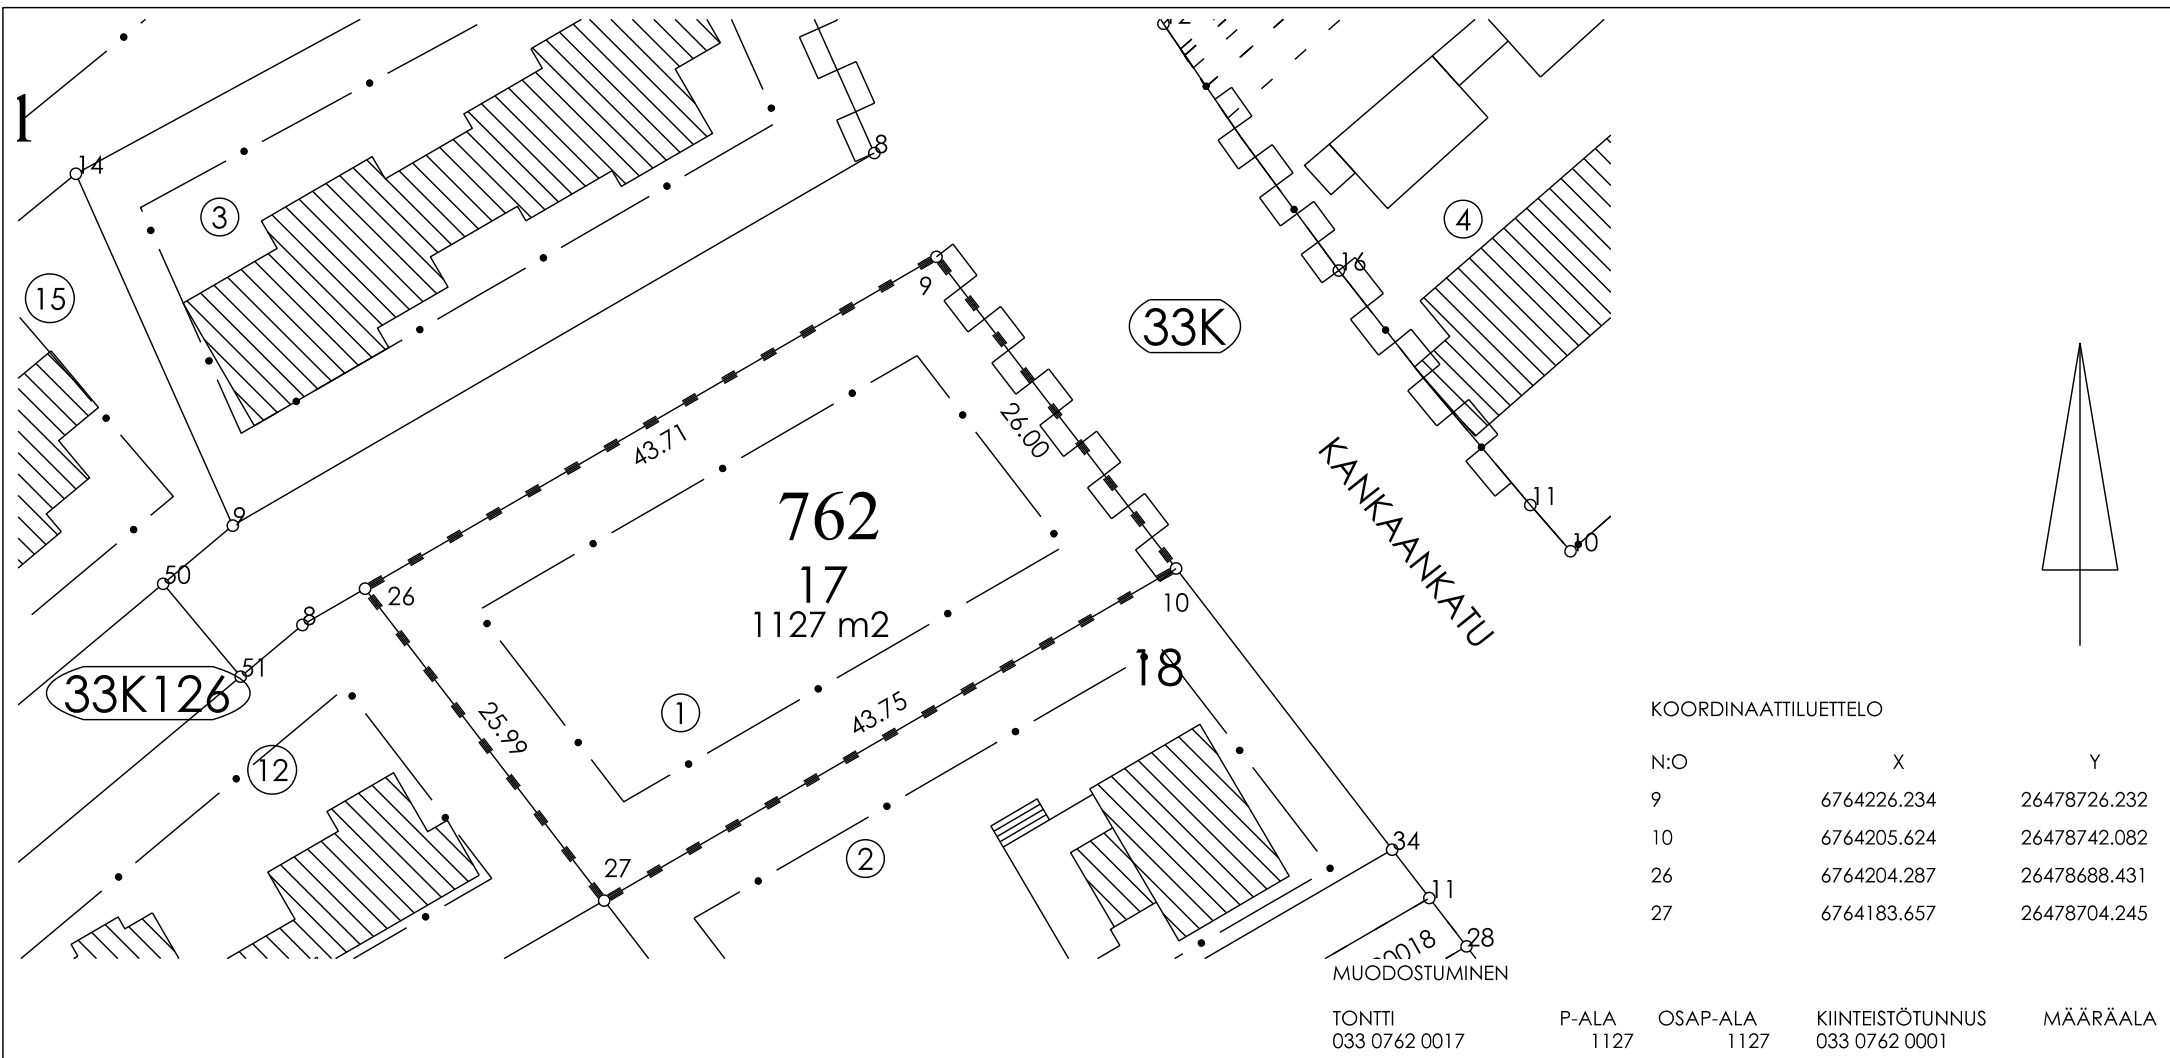 12
1
14
8
3
4
16
9
15
33K
43.71
26.00
KANKAANKATU
762
11
9
10
17
50
26
10
1127 m2
8
18
51
33K126
1
43.75
25.99
12
KOORDINAATTILUETTELO
N:O X Y
9 6764226.234 26478726.232
10 6764205.624 26478742.082
26 6764204.287 26478688.431
27 6764183.657 26478704.245
34
2
27
11
28
MUODOSTUMINEN
TONTTI P-ALA OSAP-ALA KIINTEISTÖTUNNUS MÄÄRÄALA
033 0762 0017 1127 1127 033 0762 0001